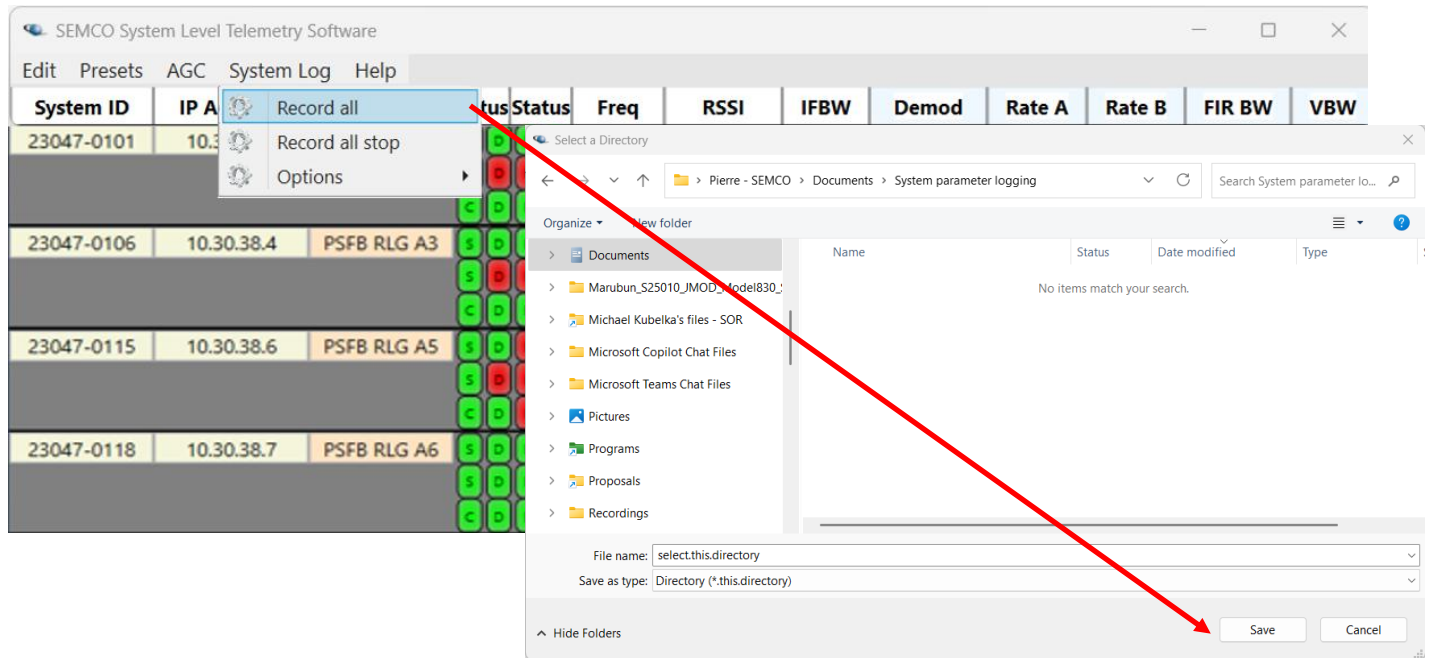 SEMCO System Level Telemetry Software
Edit Presets AGC System Log Help
System ID IP A tus Status Freq RSSI IFBW Demod Rate A Rate B FIR BW VBW
Record all
Record all stop
Options
23047-0101 10.3
D
D
C D
23047-0106 10.30.38.4 PSFB RLG A3 S D
S D
C D
23047-0115 10.30.38.6 PSFB RLG A5 S D
S D
C D
23047-0118 10.30.38.7 PSFB RLG A6 S D
S D
C D
Select a Directory
Pierre - SEMCO > Documents > System parameter logging
Search System parameter lo...
Organize New folder
Name Status Date modified Type
Documents
No items match your search.
Marubun_S25010_JMOD_Model830_
Michael Kubelka's files - SOR
Microsoft Copilot Chat Files
Microsoft Teams Chat Files
Pictures
Programs
Proposals
Recordings
File name: select.this.directory
Save as type: Directory (*.this.directory)
Hide Folders
Save Cancel